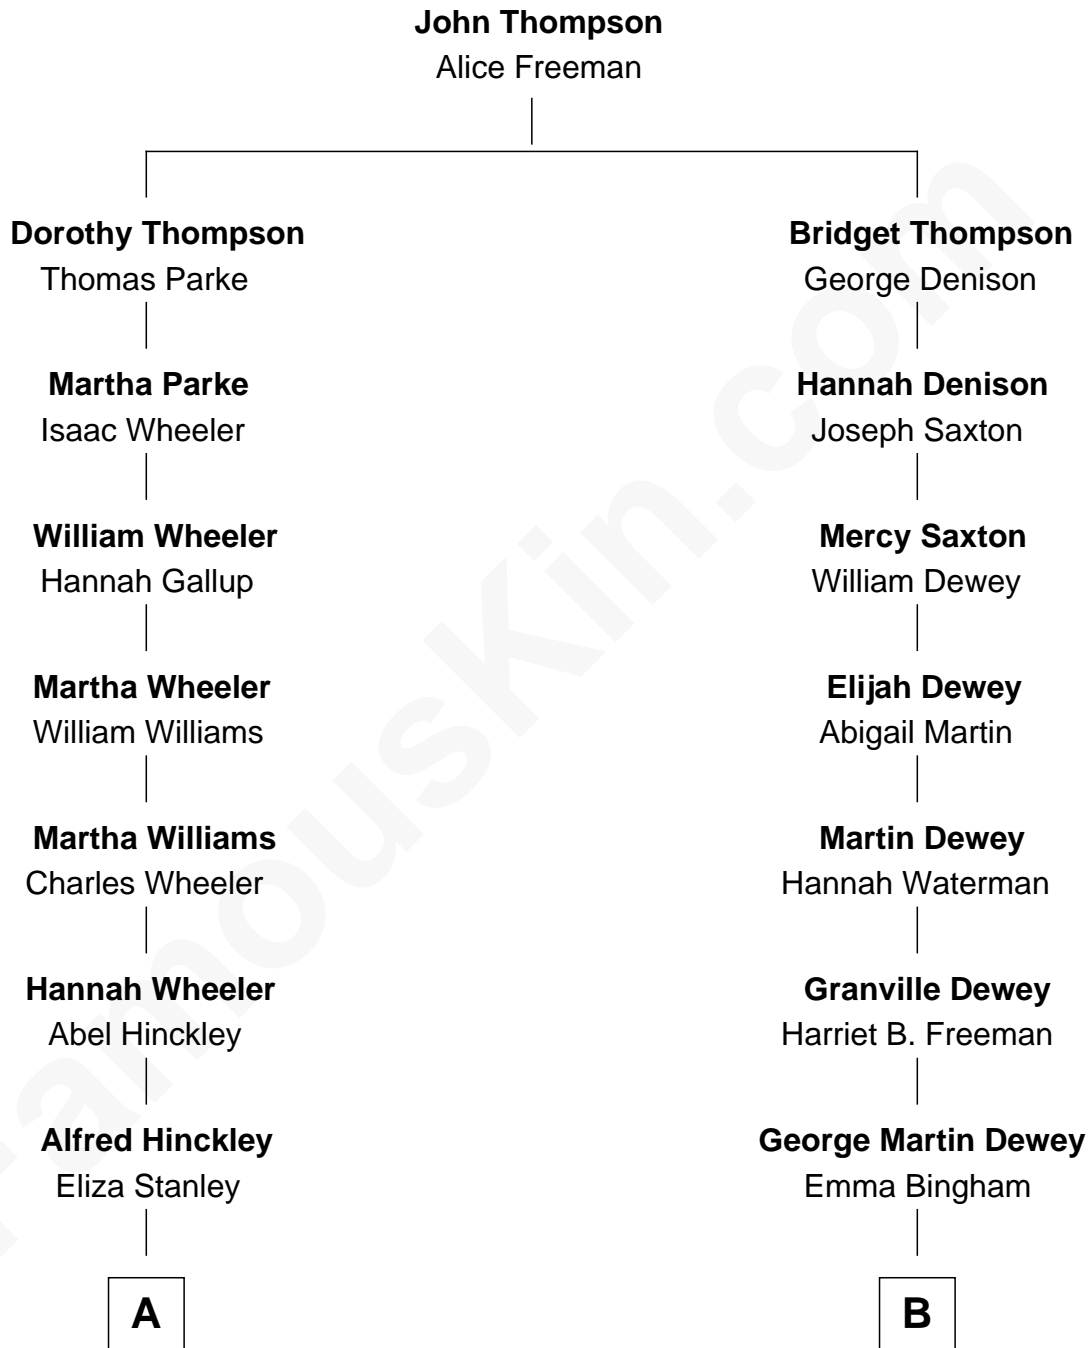 John Thompson
Alice Freeman
Dorothy Thompson
Thomas Parke
Bridget Thompson
George Denison
Martha Parke
Isaac Wheeler
Hannah Denison
Joseph Saxton
William Wheeler
Hannah Gallup
Mercy Saxton
William Dewey
Martha Wheeler
William Williams
Elijah Dewey
Abigail Martin
Martha Williams
Charles Wheeler
Martin Dewey
Hannah Waterman
Hannah Wheeler
Abel Hinckley
Granville Dewey
Harriet B. Freeman
Alfred Hinckley
Eliza Stanley
George Martin Dewey
Emma Bingham
A
B
FamousKin.com